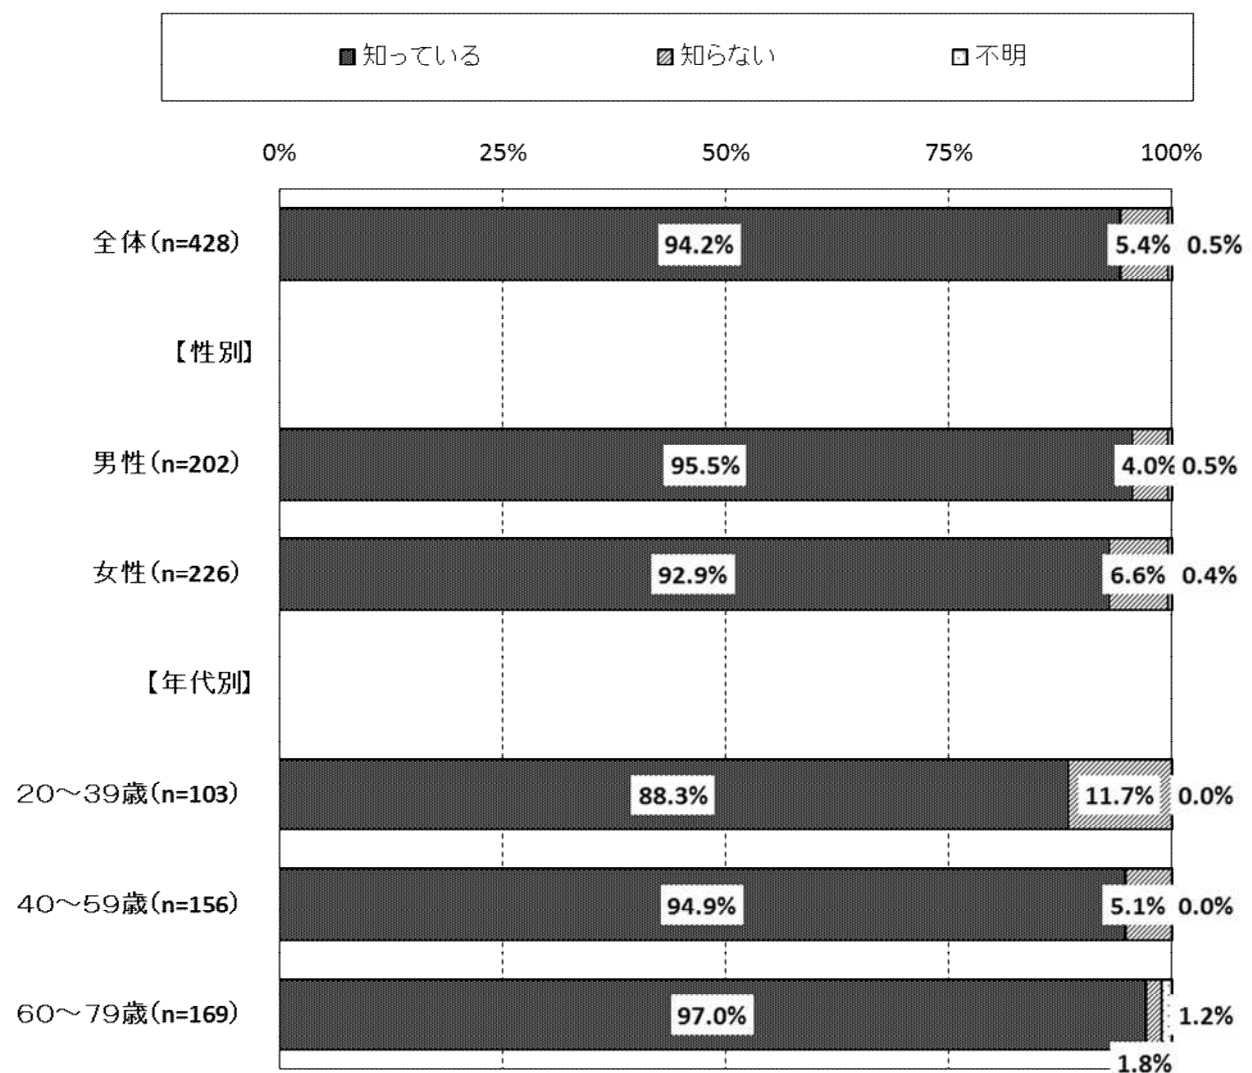 知っている 知らない 不明
0% 25% 50% 75% 100%
全体(n=428) 94.2% 5.4% 0.5%
【性別】
男性(n=202) 95.5% 4.0% 0.5%
女性(n=226) 92.9% 6.6% 0.4%
【年代別】
20～39歳(n=103) 88.3% 11.7% 0.0%
40～59歳(n=156) 94.9% 5.1% 0.0%
60～79歳(n=169) 97.0% 1.2%
1.8%